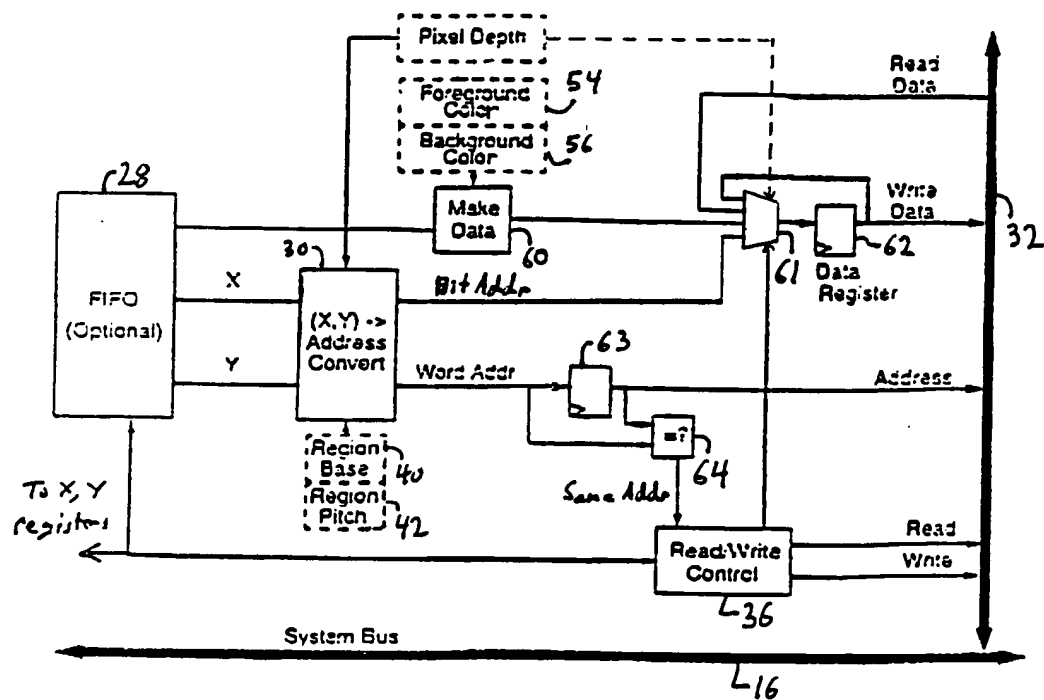 Pixel Depth
Foreground
Color
54
Background
Color
56
Read
Data
28
Make
Data
60
Write
Data
61
62
32
Data
Register
30
X
Bit Addr
FIFO
(Optional)
(X,Y) ->
Address
Convert
63
Y
Word Addr
Address
=?
64
Region
Base
40
Region
Pitch
42
Same Addr
To X, Y
registers
Read/Write
Control
Read
Write
36
System Bus
16